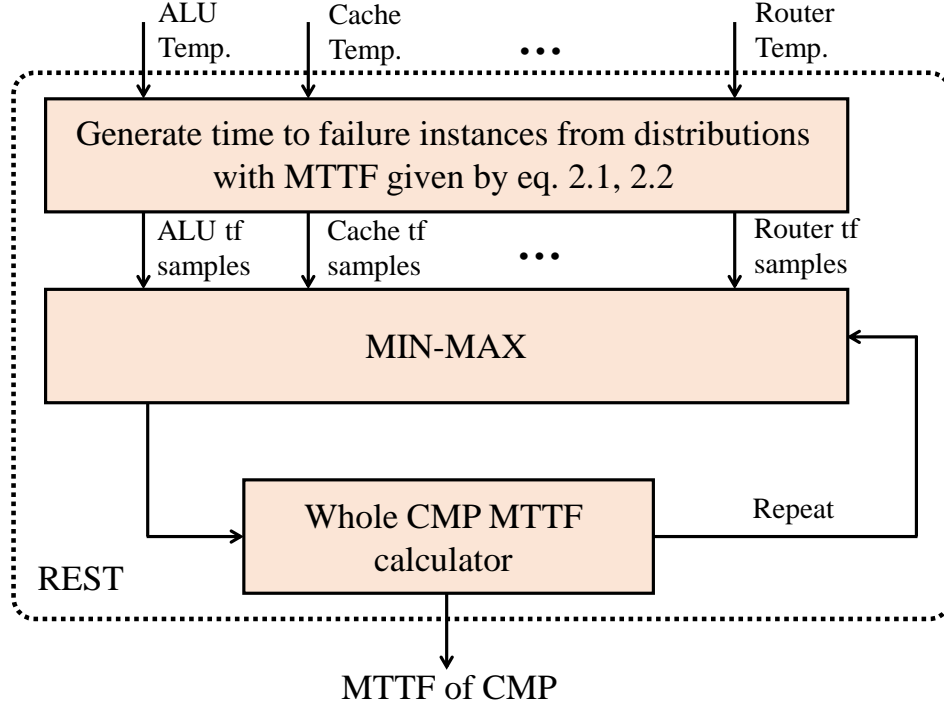 ALU
Temp.
Cache
Temp.
...
Router
Temp.
Generate time to failure instances from distributions
with MTTF given by eq. 2.1, 2.2
ALU tf
samples
Cache tf
samples
...
Router tf
samples
MIN-MAX
Whole CMP MTTF
calculator
Repeat
REST
MTTF of CMP